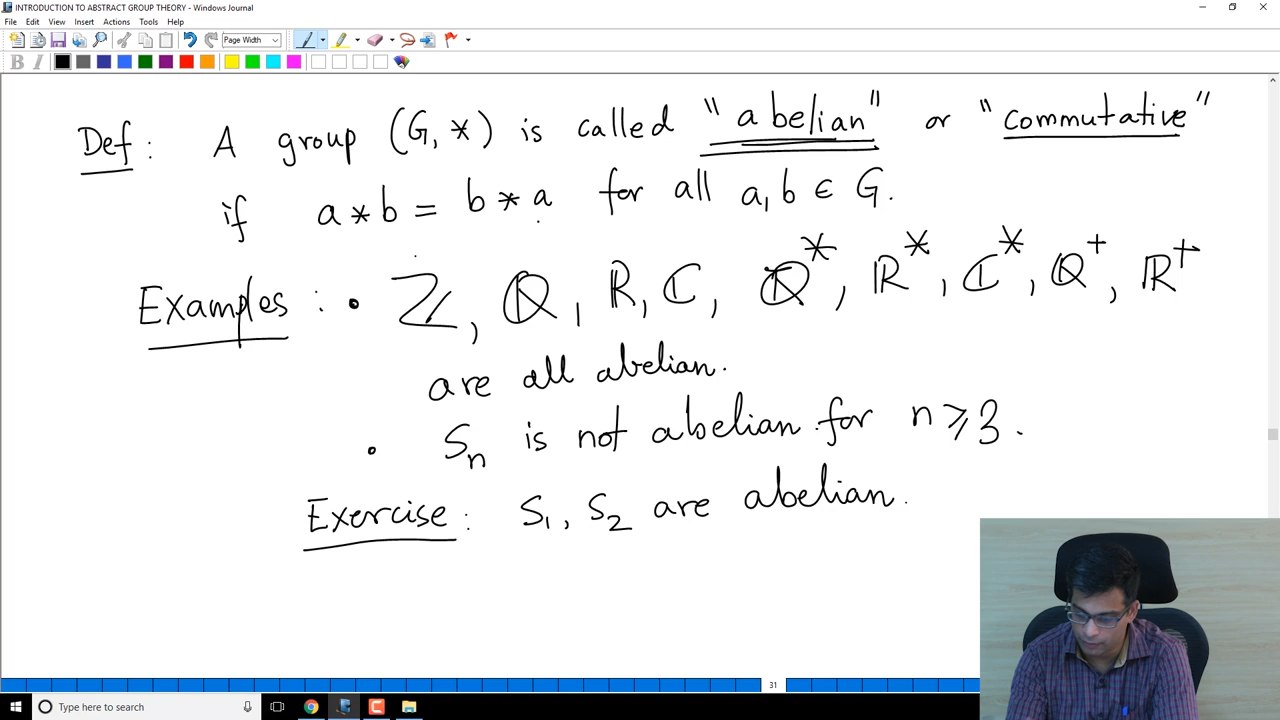 INTRODUCTION TO ABSTRACT GROUP THEORY - Windows Journal
File Edit View Insert Actions Tools Help
Page Width
B I
Def: A group (G, *) is called "abelian" or "commutative"
if a * b = b * a for all a, b ∈ G.
Examples: • ℤ, ℚ, ℝ, ℂ, ℚ*, ℝ*, ℂ*, ℚ⁺, ℝ⁺
are all abelian.
• Sₙ is not abelian for n ⩾ 3.
Exercise: S₁, S₂ are abelian.
31
Type here to search